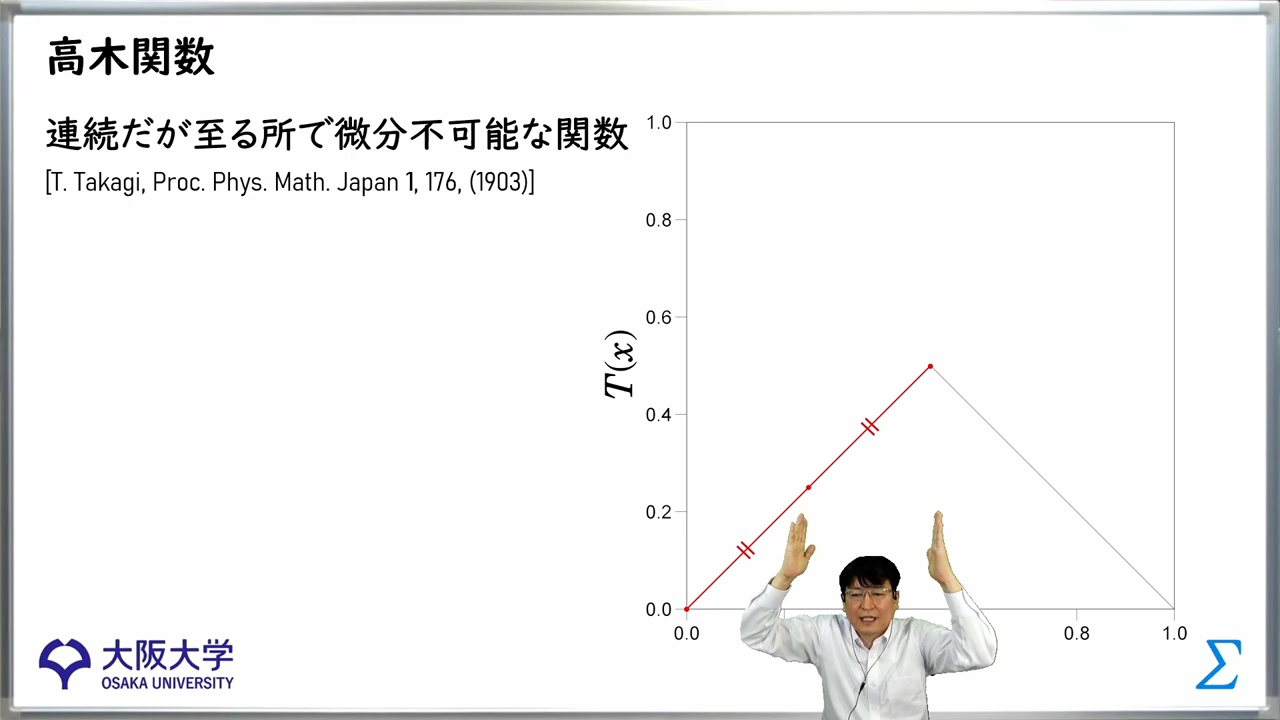 高木関数
連続だが至る所で微分不可能な関数
[T. Takagi, Proc. Phys. Math. Japan 1, 176, (1903)]
1.0
0.8
0.6
0.4
0.2
0.0
T(x)
0.0
0.8
1.0
大阪大学
OSAKA UNIVERSITY
Σ